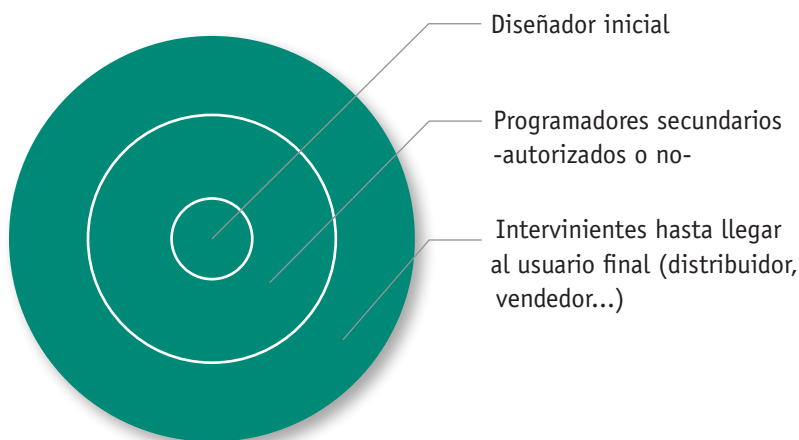 Diseñador inicial
Programadores secundarios
-autorizados o no-
Intervinientes hasta llegar
al usuario final (distribuidor,
vendedor...)